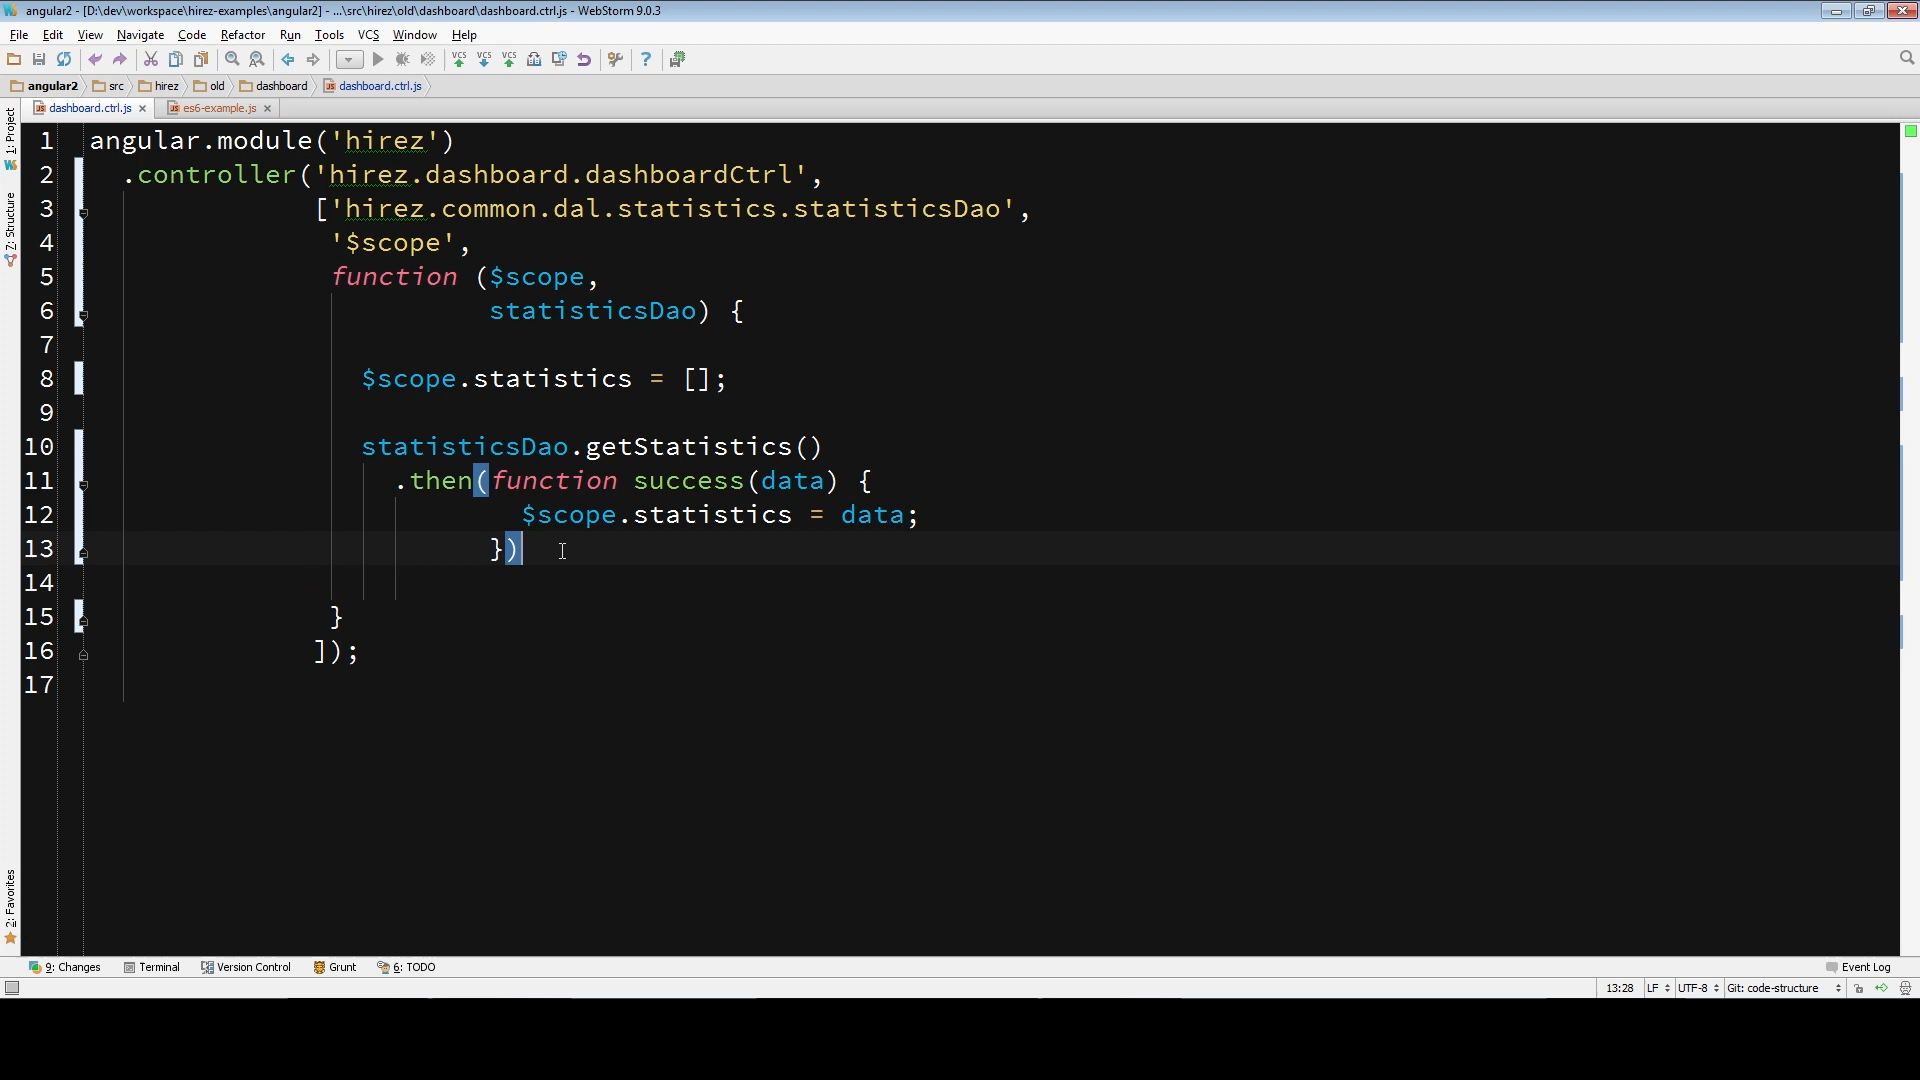 angular2 - [D:\dev\workspace\hirez-examples\angular2] - ...\src\hirez\old\dashboard\dashboard.ctrl.js - WebStorm 9.0.3
File Edit View Navigate Code Refactor Run Tools VCS Window Help
VCS VCS VCS ?
angular2 src hirez old dashboard dashboard.ctrl.js
dashboard.ctrl.js es6-example.js
1: Project
7: Structure
2: Favorites
1 angular.module('hirez')
2 .controller('hirez.dashboard.dashboardCtrl',
3 ['hirez.common.dal.statistics.statisticsDao',
4 '$scope',
5 function ($scope,
6 statisticsDao) {
7
8 $scope.statistics = [];
9
10 statisticsDao.getStatistics()
11 .then(function success(data) {
12 $scope.statistics = data;
13 })
14
15 }
16 ]);
17
9: Changes Terminal Version Control Grunt 6: TODO Event Log
13:28 LF UTF-8 Git: code-structure